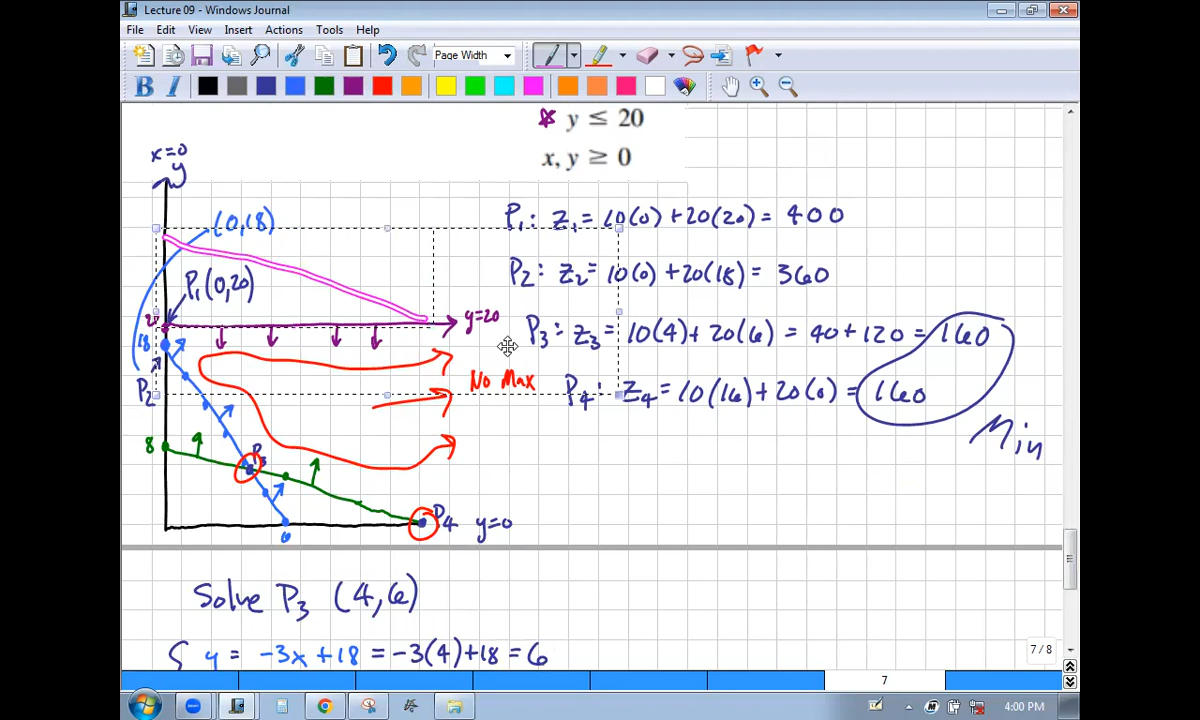 Lecture 09 - Windows Journal
File Edit View Insert Actions Tools Help
Page Width
B I
y ≤ 20
x, y ≥ 0
x=0
y
(0,18)
P1(0,20)
P1: z1 = 10(0) + 20(20) = 400
P2: z2 = 10(0) + 20(18) = 360
y=20
18
P3: z3 = 10(4) + 20(6) = 40 + 120 = 160
No Max
P2
P4: z4 = 10(16) + 20(0) = 160
Min
8
P3
P4
y=0
6
Solve P3 (4,6)
y = -3x + 18 = -3(4) + 18 = 6
7 / 8
7
4:00 PM